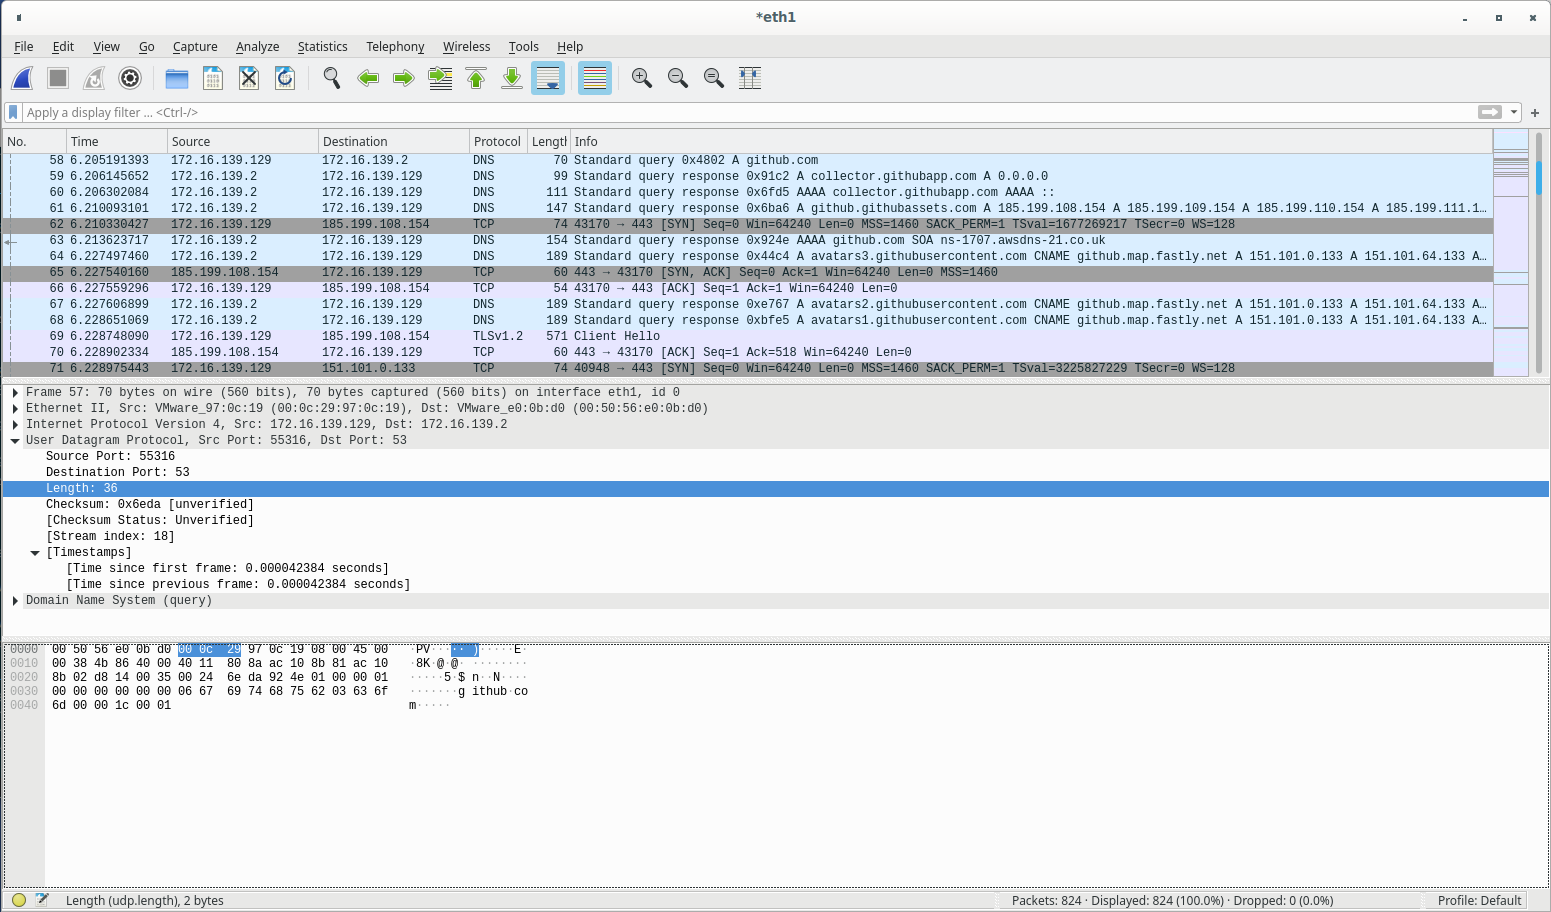 *eth1
File Edit View Go Capture Analyze Statistics Telephony Wireless Tools Help
Apply a display filter ... <Ctrl-/>
No. Time Source Destination Protocol Length Info
58 6.205191393 172.16.139.129 172.16.139.2 DNS 70 Standard query 0x4802 A github.com
59 6.206145652 172.16.139.2 172.16.139.129 DNS 99 Standard query response 0x91c2 A collector.githubapp.com A 0.0.0.0
60 6.206302084 172.16.139.2 172.16.139.129 DNS 111 Standard query response 0x6fd5 AAAA collector.githubapp.com AAAA ::
61 6.210093101 172.16.139.2 172.16.139.129 DNS 147 Standard query response 0x6ba6 A github.githubassets.com A 185.199.108.154 A 185.199.109.154 A 185.199.110.154 A 185.199.111.1…
62 6.210330427 172.16.139.129 185.199.108.154 TCP 74 43170 → 443 [SYN] Seq=0 Win=64240 Len=0 MSS=1460 SACK_PERM=1 TSval=1677269217 TSecr=0 WS=128
63 6.213623717 172.16.139.2 172.16.139.129 DNS 154 Standard query response 0x924e AAAA github.com SOA ns-1707.awsdns-21.co.uk
64 6.227497460 172.16.139.2 172.16.139.129 DNS 189 Standard query response 0x44c4 A avatars3.githubusercontent.com CNAME github.map.fastly.net A 151.101.0.133 A 151.101.64.133 A…
65 6.227540160 185.199.108.154 172.16.139.129 TCP 60 443 → 43170 [SYN, ACK] Seq=0 Ack=1 Win=64240 Len=0 MSS=1460
66 6.227559296 172.16.139.129 185.199.108.154 TCP 54 43170 → 443 [ACK] Seq=1 Ack=1 Win=64240 Len=0
67 6.227606899 172.16.139.2 172.16.139.129 DNS 189 Standard query response 0xe767 A avatars2.githubusercontent.com CNAME github.map.fastly.net A 151.101.0.133 A 151.101.64.133 A…
68 6.228651069 172.16.139.2 172.16.139.129 DNS 189 Standard query response 0xbfe5 A avatars1.githubusercontent.com CNAME github.map.fastly.net A 151.101.0.133 A 151.101.64.133 A…
69 6.228748090 172.16.139.129 185.199.108.154 TLSv1.2 571 Client Hello
70 6.228902334 185.199.108.154 172.16.139.129 TCP 60 443 → 43170 [ACK] Seq=1 Ack=518 Win=64240 Len=0
71 6.228975443 172.16.139.129 151.101.0.133 TCP 74 40948 → 443 [SYN] Seq=0 Win=64240 Len=0 MSS=1460 SACK_PERM=1 TSval=3225827229 TSecr=0 WS=128
Frame 57: 70 bytes on wire (560 bits), 70 bytes captured (560 bits) on interface eth1, id 0
Ethernet II, Src: VMware_97:0c:19 (00:0c:29:97:0c:19), Dst: VMware_e0:0b:d0 (00:50:56:e0:0b:d0)
Internet Protocol Version 4, Src: 172.16.139.129, Dst: 172.16.139.2
User Datagram Protocol, Src Port: 55316, Dst Port: 53
Source Port: 55316
Destination Port: 53
Length: 36
Checksum: 0x6eda [unverified]
[Checksum Status: Unverified]
[Stream index: 18]
[Timestamps]
[Time since first frame: 0.000042384 seconds]
[Time since previous frame: 0.000042384 seconds]
Domain Name System (query)
0000 00 50 56 e0 0b d0 00 0c 29 97 0c 19 08 00 45 00 ·PV·····)·····E·
0010 00 38 4b 86 40 00 40 11 80 8a ac 10 8b 81 ac 10 ·8K·@·@· ········
0020 8b 02 d8 14 00 35 00 24 6e da 92 4e 01 00 00 01 ·····5·$ n··N····
0030 00 00 00 00 00 00 06 67 69 74 68 75 62 03 63 6f ·······g ithub·co
0040 6d 00 00 1c 00 01 m·····
Length (udp.length), 2 bytes Packets: 824 · Displayed: 824 (100.0%) · Dropped: 0 (0.0%) Profile: Default